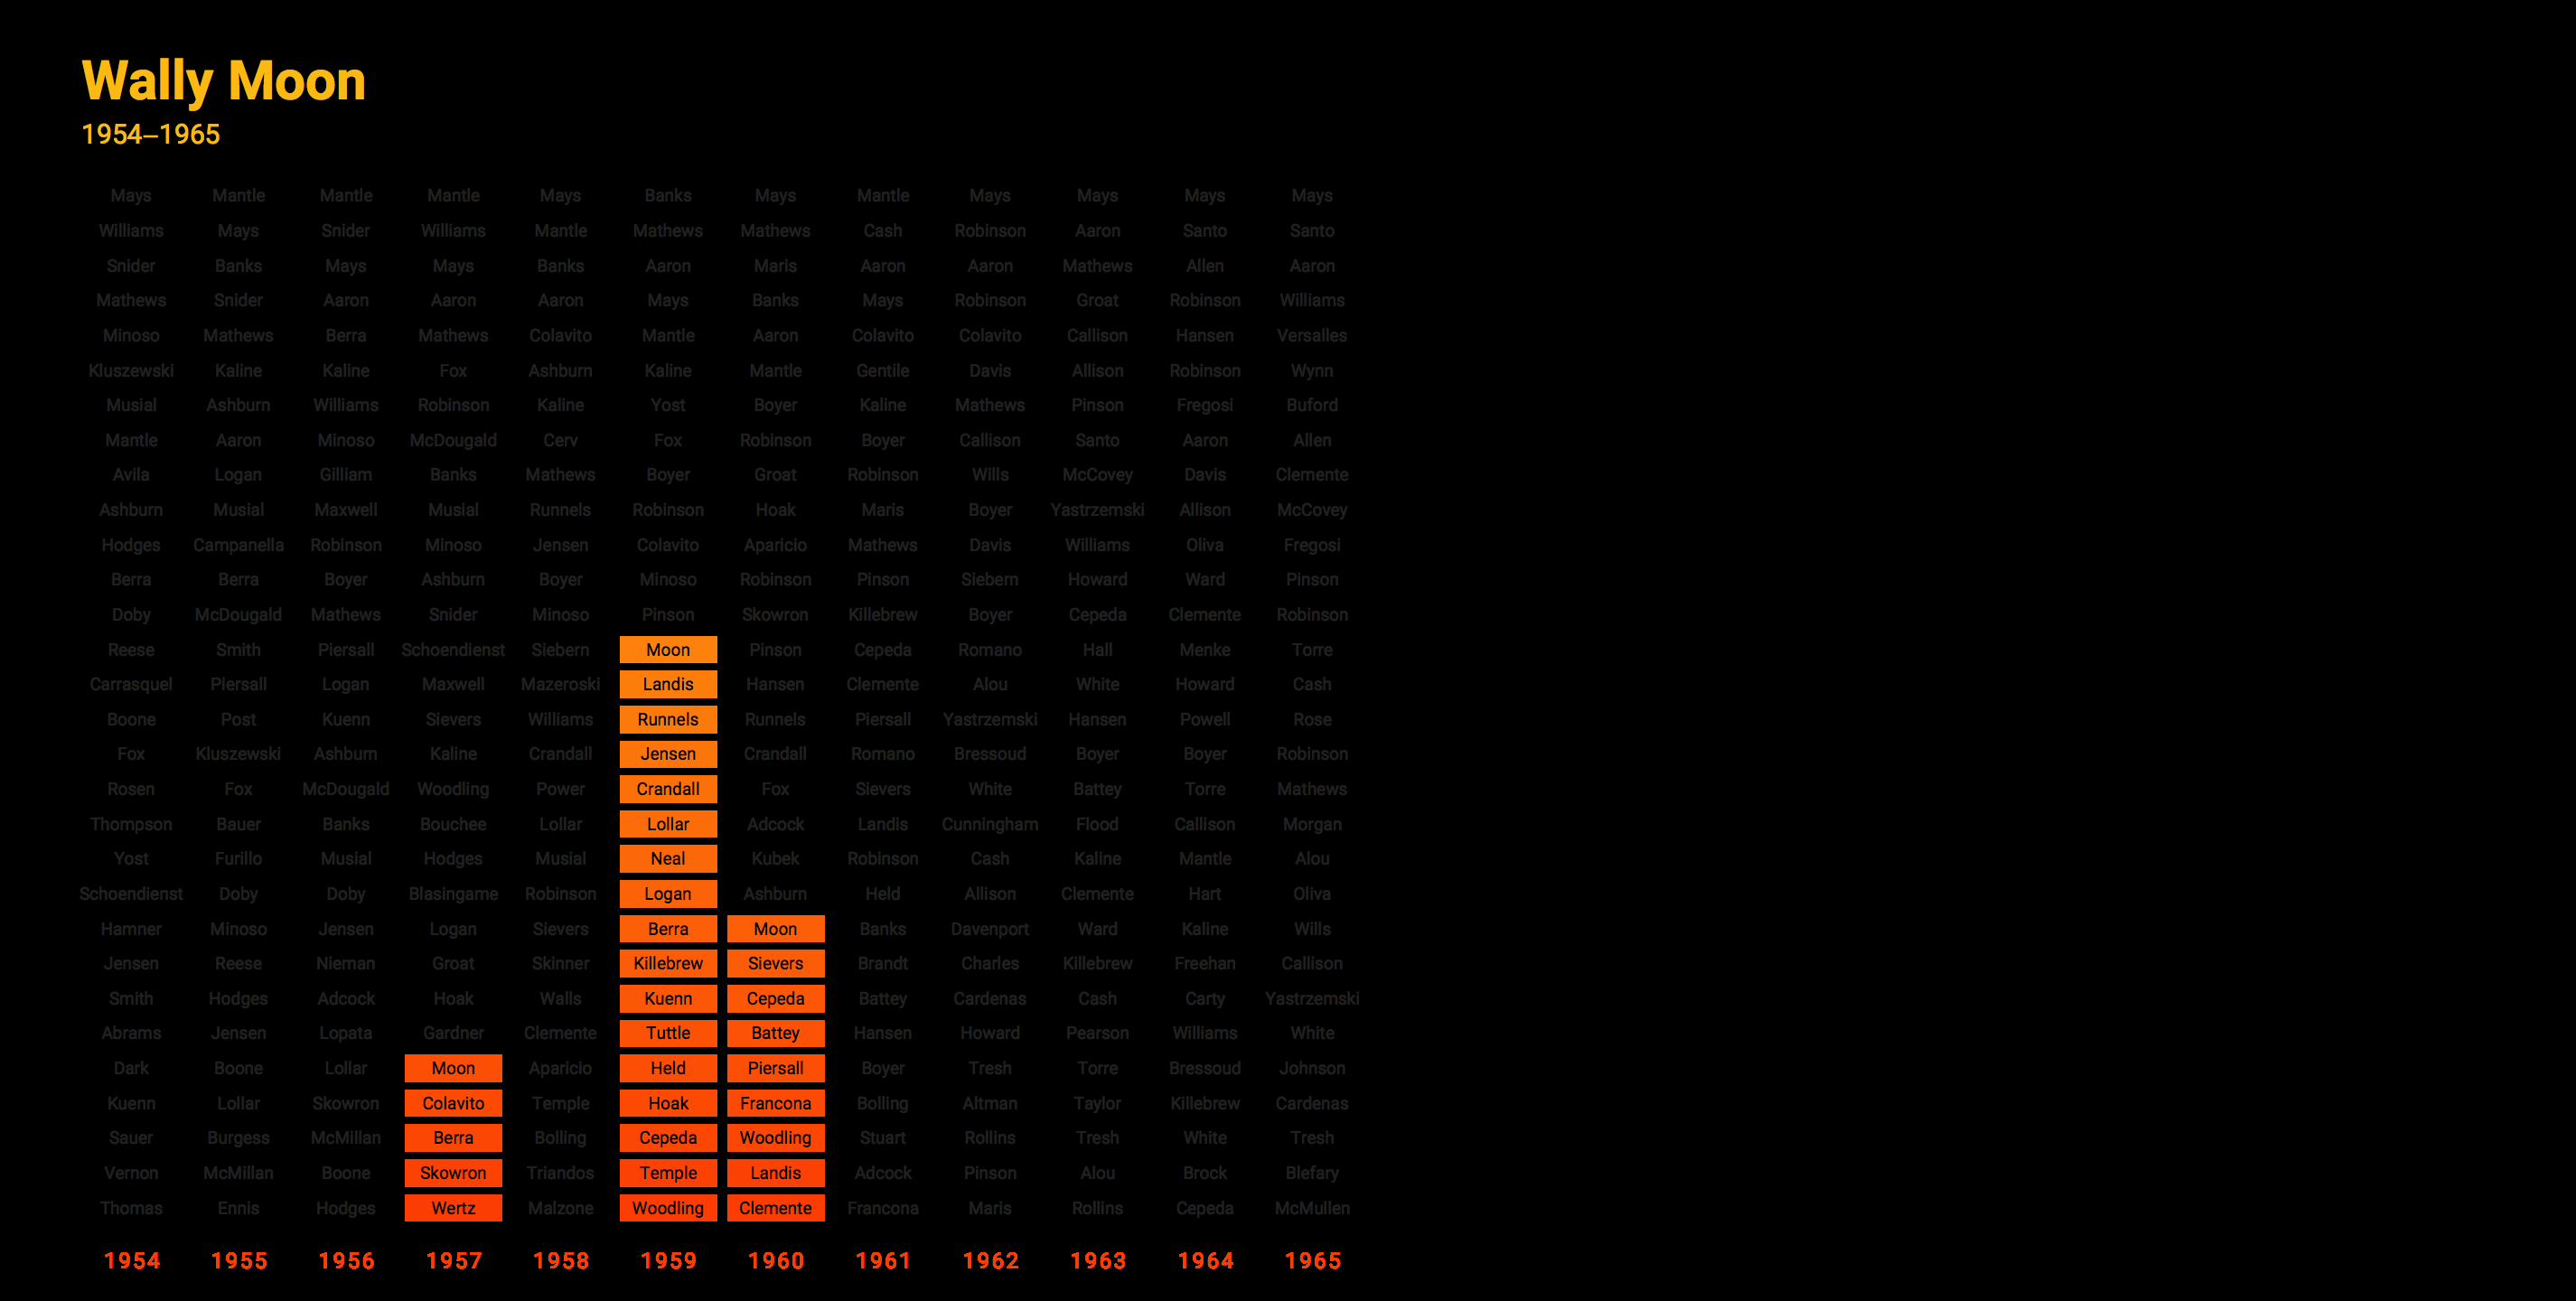 Wally Moon
1954–1965
Mays Mantle Mantle Mantle Mays Banks Mays Mantle Mays Mays Mays Mays
Williams Mays Snider Williams Mantle Mathews Mathews Cash Robinson Aaron Santo Santo
Snider Banks Mays Mays Banks Aaron Maris Aaron Aaron Mathews Allen Aaron
Mathews Snider Aaron Aaron Aaron Mays Banks Mays Robinson Groat Robinson Williams
Minoso Mathews Berra Mathews Colavito Mantle Aaron Colavito Colavito Callison Hansen Versalles
Kluszewski Kaline Kaline Fox Ashburn Kaline Mantle Gentile Davis Allison Robinson Wynn
Musial Ashburn Williams Robinson Kaline Yost Boyer Kaline Mathews Pinson Fregosi Buford
Mantle Aaron Minoso McDougald Cerv Fox Robinson Boyer Callison Santo Aaron Allen
Avila Logan Gilliam Banks Mathews Boyer Groat Robinson Wills McCovey Davis Clemente
Ashburn Musial Maxwell Musial Runnels Robinson Hoak Maris Boyer Yastrzemski Allison McCovey
Hodges Campanella Robinson Minoso Jensen Colavito Aparicio Mathews Davis Williams Oliva Fregosi
Berra Berra Boyer Ashburn Boyer Minoso Robinson Pinson Siebern Howard Ward Pinson
Doby McDougald Mathews Snider Minoso Pinson Skowron Killebrew Boyer Cepeda Clemente Robinson
Reese Smith Piersall Schoendienst Siebern Moon Pinson Cepeda Romano Hall Menke Torre
Carrasquel Piersall Logan Maxwell Mazeroski Landis Hansen Clemente Alou White Howard Cash
Boone Post Kuenn Sievers Williams Runnels Runnels Piersall Yastrzemski Hansen Powell Rose
Fox Kluszewski Ashburn Kaline Crandall Jensen Crandall Romano Bressoud Boyer Boyer Robinson
Rosen Fox McDougald Woodling Power Crandall Fox Sievers White Battey Torre Mathews
Thompson Bauer Banks Bouchee Lollar Lollar Adcock Landis Cunningham Flood Callison Morgan
Yost Furillo Musial Hodges Musial Neal Kubek Robinson Cash Kaline Mantle Alou
Schoendienst Doby Doby Blasingame Robinson Logan Ashburn Held Allison Clemente Hart Oliva
Hamner Minoso Jensen Logan Sievers Berra Moon Banks Davenport Ward Kaline Wills
Jensen Reese Nieman Groat Skinner Killebrew Sievers Brandt Charles Killebrew Freehan Callison
Smith Hodges Adcock Hoak Walls Kuenn Cepeda Battey Cardenas Cash Carty Yastrzemski
Abrams Jensen Lopata Gardner Clemente Tuttle Battey Hansen Howard Pearson Williams White
Dark Boone Lollar Moon Aparicio Held Piersall Boyer Tresh Torre Bressoud Johnson
Kuenn Lollar Skowron Colavito Temple Hoak Francona Bolling Altman Taylor Killebrew Cardenas
Sauer Burgess McMillan Berra Bolling Cepeda Woodling Stuart Rollins Tresh White Tresh
Vernon McMillan Boone Skowron Triandos Temple Landis Adcock Pinson Alou Brock Blefary
Thomas Ennis Hodges Wertz Malzone Woodling Clemente Francona Maris Rollins Cepeda McMullen
1954 1955 1956 1957 1958 1959 1960 1961 1962 1963 1964 1965